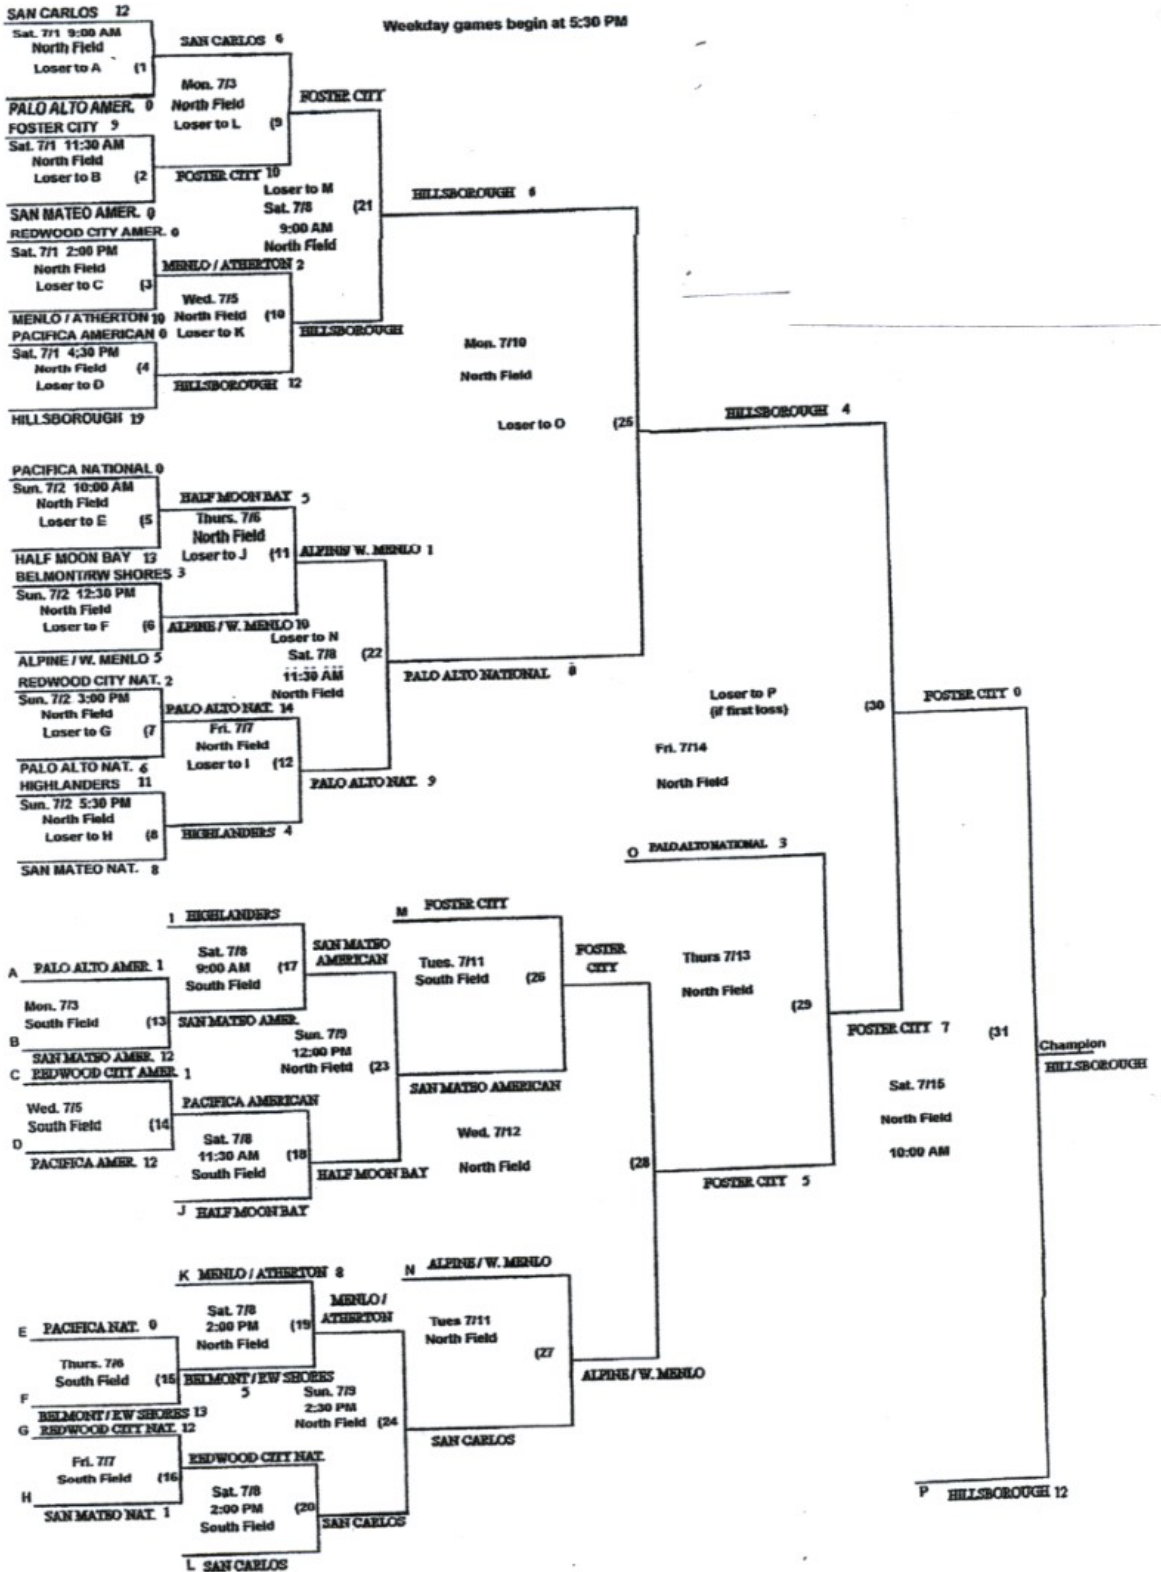 Weekday games begin at 5:30 PM
SAN CARLOS 12
Sat. 7/1 9:00 AM
North Field
Loser to A (1
PALO ALTO AMER. 0
FOSTER CITY 9
Sat. 7/1 11:30 AM
North Field
Loser to B (2
SAN MATEO AMER. 0
REDWOOD CITY AMER. 0
Sat. 7/1 2:00 PM
North Field
Loser to C (3
MENLO / ATHERTON 10
PACIFICA AMERICAN 0
Sat. 7/1 4:30 PM
North Field (4
Loser to D
HILLSBOROUGH 19
PACIFICA NATIONAL 0
Sun. 7/2 10:00 AM
North Field
Loser to E (5
HALF MOON BAY 13
BELMONT/RW SHORES 3
Sun. 7/2 12:30 PM
North Field
Loser to F (6
ALPINE / W. MENLO 5
REDWOOD CITY NAT. 2
Sun. 7/2 3:00 PM
North Field
Loser to G (7
PALO ALTO NAT. 6
HIGHLANDERS 11
Sun. 7/2 5:30 PM
North Field
Loser to H (8
SAN MATEO NAT. 8
SAN CARLOS 6
Mon. 7/3
North Field
Loser to L (9
FOSTER CITY 10
MENLO / ATHERTON 2
Wed. 7/5
North Field (10
Loser to K
HILLSBOROUGH 12
HALF MOON BAY 5
Thurs. 7/6
North Field
Loser to J (11
ALPINE / W. MENLO 10
PALO ALTO NAT. 14
Fri. 7/7
North Field
Loser to I (12
HIGHLANDERS 4
FOSTER CITY
Loser to M
Sat. 7/8 (21
9:00 AM
North Field
HILLSBOROUGH
ALPINE/ W. MENLO 1
Loser to N
Sat. 7/8 (22
11:30 AM
North Field
PALO ALTO NAT. 9
HILLSBOROUGH 6
Mon. 7/10
North Field
Loser to O (25
PALO ALTO NATIONAL
HILLSBOROUGH 4
Loser to P (30
(if first loss)
Fri. 7/14
North Field
FOSTER CITY 7
O PALO ALTO NATIONAL 3
Thurs 7/13
North Field
(29
FOSTER CITY 5
A PALO ALTO AMER. 1
Mon. 7/3
South Field (13
B
SAN MATEO AMER. 12
C REDWOOD CITY AMER. 1
Wed. 7/5
South Field (14
D
PACIFICA AMER. 12
1 HIGHLANDERS
Sat. 7/8
9:00 AM (17
South Field
SAN MATEO AMER.
PACIFICA AMERICAN
Sat. 7/8
11:30 AM (18
South Field
J HALF MOON BAY
SAN MATEO
AMERICAN
Sun. 7/9
12:00 PM
North Field (23
HALF MOON BAY
M FOSTER CITY
Tues. 7/11
South Field (26
SAN MATEO AMERICAN
FOSTER
CITY
Wed. 7/12
North Field (28
ALPINE / W. MENLO
E PACIFICA NAT. 0
Thurs. 7/6
South Field (15
F
BELMONT / RW SHORES 13
G REDWOOD CITY NAT. 12
Fri. 7/7
South Field (16
H
SAN MATEO NAT. 1
K MENLO / ATHERTON 8
Sat. 7/8
2:00 PM (19
North Field
BELMONT / RW SHORES
5
REDWOOD CITY NAT.
Sat. 7/8
2:00 PM (20
South Field
L SAN CARLOS
MENLO /
ATHERTON
Sun. 7/9
2:30 PM
North Field (24
SAN CARLOS
N ALPINE / W. MENLO
Tues 7/11
North Field
(27
SAN CARLOS
FOSTER CITY 0
(31
Sat. 7/15
North Field
10:00 AM
P HILLSBOROUGH 12
Champion
HILLSBOROUGH